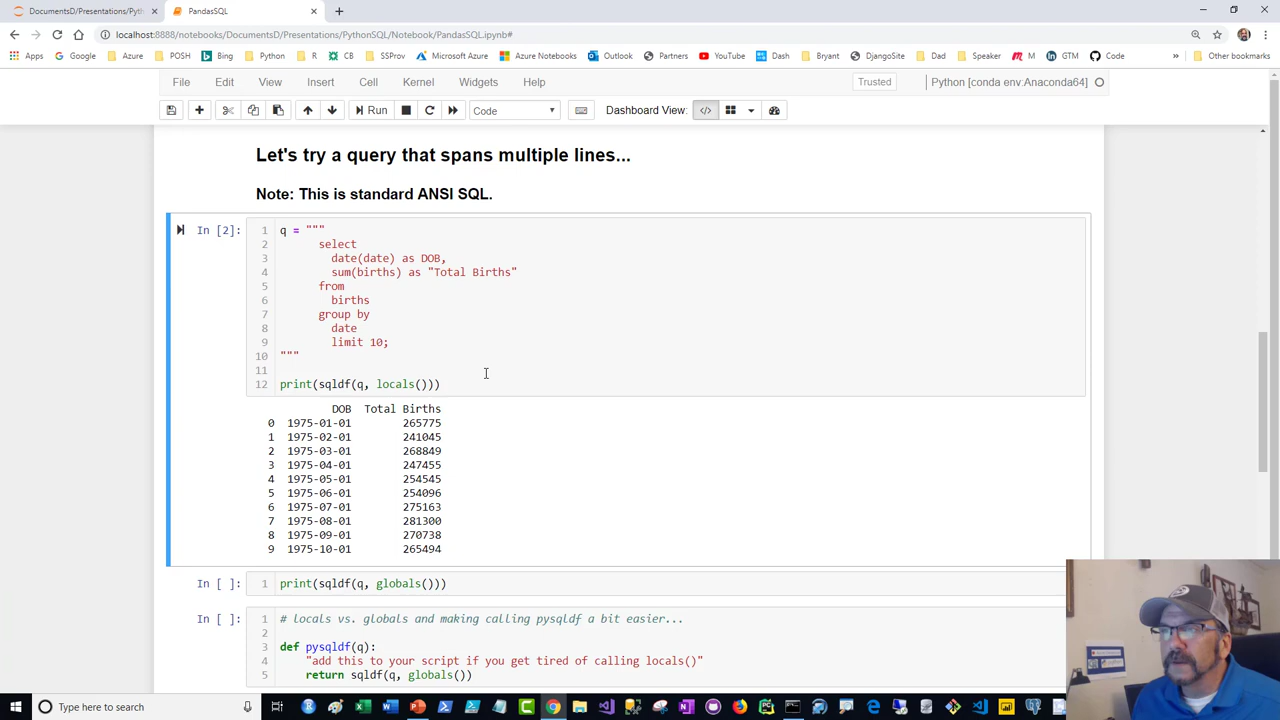 DocumentsD/Presentations/Pyth
PandasSQL
localhost:8888/notebooks/DocumentsD/Presentations/PythonSQL/Notebook/PandasSQL.ipynb#
Apps Google Azure POSH Bing Python R CB SSProv Microsoft Azure Azure Notebooks Outlook Partners YouTube Dash Bryant DjangoSite Dad Speaker M GTM Code » Other bookmarks
File Edit View Insert Cell Kernel Widgets Help Trusted Python [conda env:Anaconda64]
Run Code Dashboard View:
Let's try a query that spans multiple lines...
Note: This is standard ANSI SQL.
In [2]: 1 q = """
2 select
3 date(date) as DOB,
4 sum(births) as "Total Births"
5 from
6 births
7 group by
8 date
9 limit 10;
10 """
11
12 print(sqldf(q, locals()))
DOB Total Births
0 1975-01-01 265775
1 1975-02-01 241045
2 1975-03-01 268849
3 1975-04-01 247455
4 1975-05-01 254545
5 1975-06-01 254096
6 1975-07-01 275163
7 1975-08-01 281300
8 1975-09-01 270738
9 1975-10-01 265494
In [ ]: 1 print(sqldf(q, globals()))
In [ ]: 1 # locals vs. globals and making calling pysqldf a bit easier...
2
3 def pysqldf(q):
4 "add this to your script if you get tired of calling locals()"
5 return sqldf(q, globals())
Type here to search